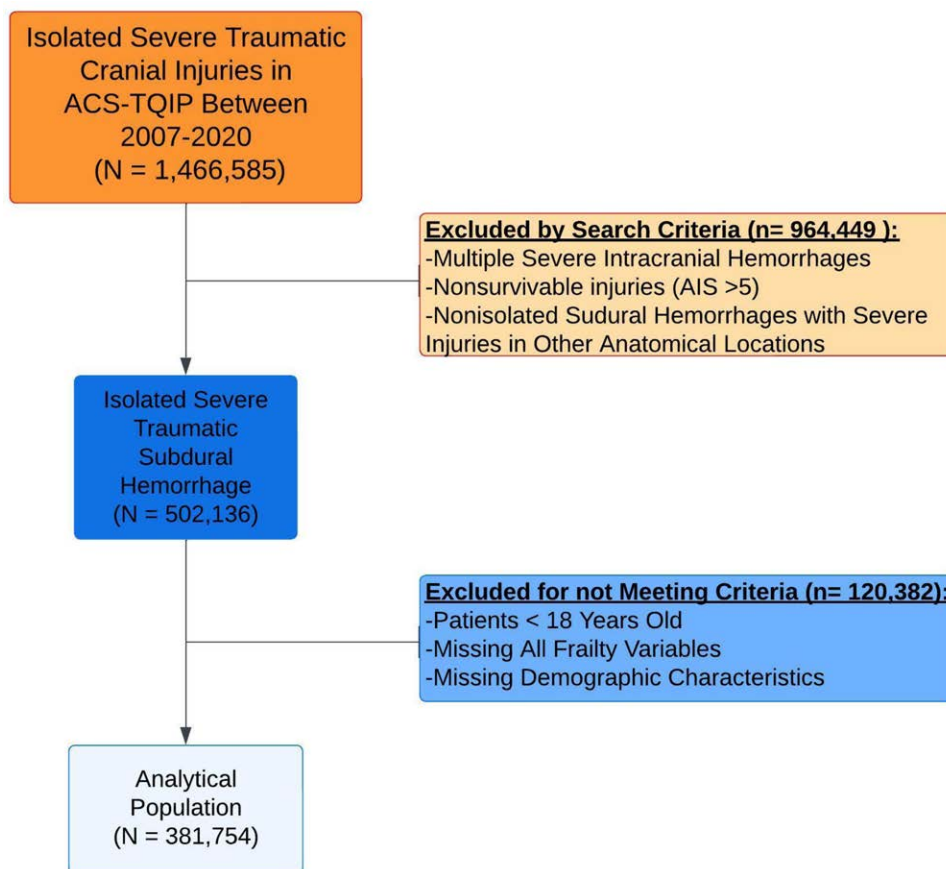 Isolated Severe Traumatic
Cranial Injuries in
ACS-TQIP Between
2007-2020
(N = 1,466,585)
Excluded by Search Criteria (n= 964,449 ):
-Multiple Severe Intracranial Hemorrhages
-Nonsurvivable injuries (AIS >5)
-Nonisolated Sudural Hemorrhages with Severe
Injuries in Other Anatomical Locations
Isolated Severe
Traumatic
Subdural
Hemorrhage
(N = 502,136)
Excluded for not Meeting Criteria (n= 120,382):
-Patients < 18 Years Old
-Missing All Frailty Variables
-Missing Demographic Characteristics
Analytical
Population
(N = 381,754)